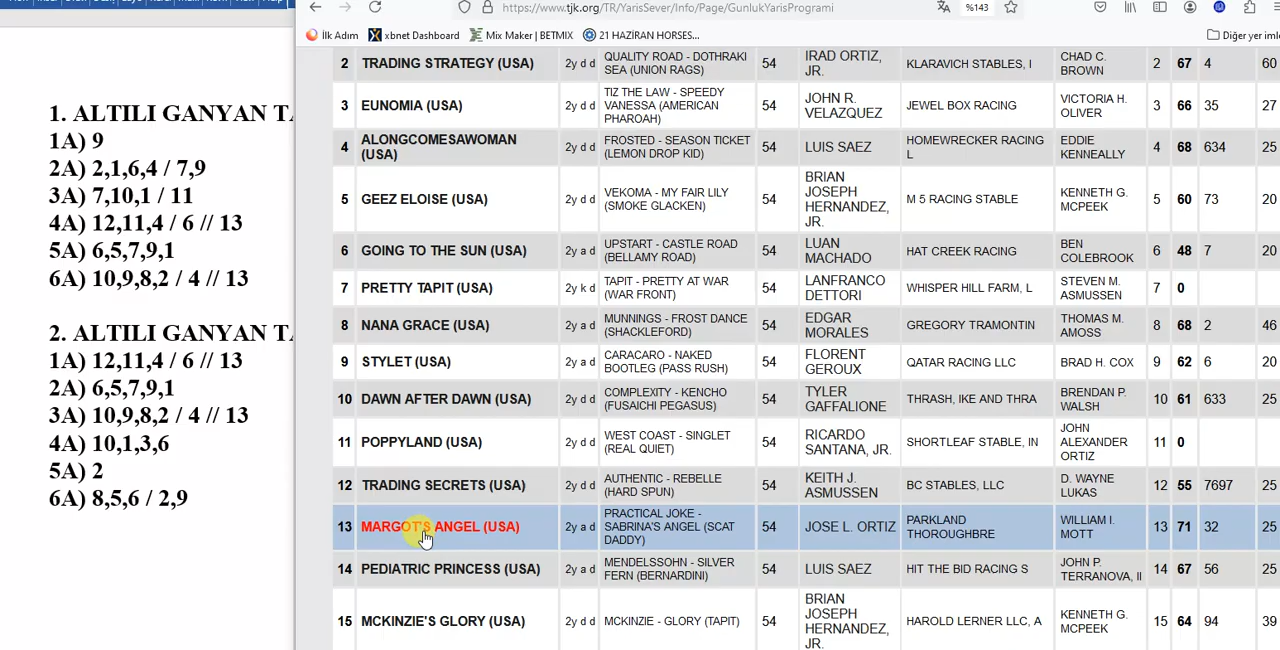 https://www.tjk.org/TR/YarisSever/Info/Page/GunlukYarisProgrami
%143
İlk Adım
xbnet Dashboard
Mix Maker | BETMIX
21 HAZİRAN HORSES...
Diğer yer imle
1. ALTILI GANYAN TA
1A) 9
2A) 2,1,6,4 / 7,9
3A) 7,10,1 / 11
4A) 12,11,4 / 6 // 13
5A) 6,5,7,9,1
6A) 10,9,8,2 / 4 // 13
2. ALTILI GANYAN TA
1A) 12,11,4 / 6 // 13
2A) 6,5,7,9,1
3A) 10,9,8,2 / 4 // 13
4A) 10,1,3,6
5A) 2
6A) 8,5,6 / 2,9
2 TRADING STRATEGY (USA) 2y d d QUALITY ROAD - DOTHRAKI SEA (UNION RAGS) 54 IRAD ORTIZ, JR. KLARAVICH STABLES, I CHAD C. BROWN 2 67 4 60
3 EUNOMIA (USA) 2y d d TIZ THE LAW - SPEEDY VANESSA (AMERICAN PHAROAH) 54 JOHN R. VELAZQUEZ JEWEL BOX RACING VICTORIA H. OLIVER 3 66 35 27
4 ALONGCOMESAWOMAN (USA) 2y d d FROSTED - SEASON TICKET (LEMON DROP KID) 54 LUIS SAEZ HOMEWRECKER RACING L EDDIE KENNEALLY 4 68 634 25
5 GEEZ ELOISE (USA) 2y d d VEKOMA - MY FAIR LILY (SMOKE GLACKEN) 54 BRIAN JOSEPH HERNANDEZ, JR. M 5 RACING STABLE KENNETH G. MCPEEK 5 60 73 20
6 GOING TO THE SUN (USA) 2y a d UPSTART - CASTLE ROAD (BELLAMY ROAD) 54 LUAN MACHADO HAT CREEK RACING BEN COLEBROOK 6 48 7 20
7 PRETTY TAPIT (USA) 2y k d TAPIT - PRETTY AT WAR (WAR FRONT) 54 LANFRANCO DETTORI WHISPER HILL FARM, L STEVEN M. ASMUSSEN 7 0
8 NANA GRACE (USA) 2y a d MUNNINGS - FROST DANCE (SHACKLEFORD) 54 EDGAR MORALES GREGORY TRAMONTIN THOMAS M. AMOSS 8 68 2 46
9 STYLET (USA) 2y a d CARACARO - NAKED BOOTLEG (PASS RUSH) 54 FLORENT GEROUX QATAR RACING LLC BRAD H. COX 9 62 6 20
10 DAWN AFTER DAWN (USA) 2y d d COMPLEXITY - KENCHO (FUSAICHI PEGASUS) 54 TYLER GAFFALIONE THRASH, IKE AND THRA BRENDAN P. WALSH 10 61 633 25
11 POPPYLAND (USA) 2y d d WEST COAST - SINGLET (REAL QUIET) 54 RICARDO SANTANA, JR. SHORTLEAF STABLE, IN JOHN ALEXANDER ORTIZ 11 0
12 TRADING SECRETS (USA) 2y d d AUTHENTIC - REBELLE (HARD SPUN) 54 KEITH J. ASMUSSEN BC STABLES, LLC D. WAYNE LUKAS 12 55 7697 25
13 MARGOT'S ANGEL (USA) 2y a d PRACTICAL JOKE - SABRINA'S ANGEL (SCAT DADDY) 54 JOSE L. ORTIZ PARKLAND THOROUGHBRE WILLIAM I. MOTT 13 71 32 25
14 PEDIATRIC PRINCESS (USA) 2y a d MENDELSSOHN - SILVER FERN (BERNARDINI) 54 LUIS SAEZ HIT THE BID RACING S JOHN P. TERRANOVA, II 14 67 56 25
15 MCKINZIE'S GLORY (USA) 2y d d MCKINZIE - GLORY (TAPIT) 54 BRIAN JOSEPH HERNANDEZ, JR. HAROLD LERNER LLC, A KENNETH G. MCPEEK 15 64 94 39